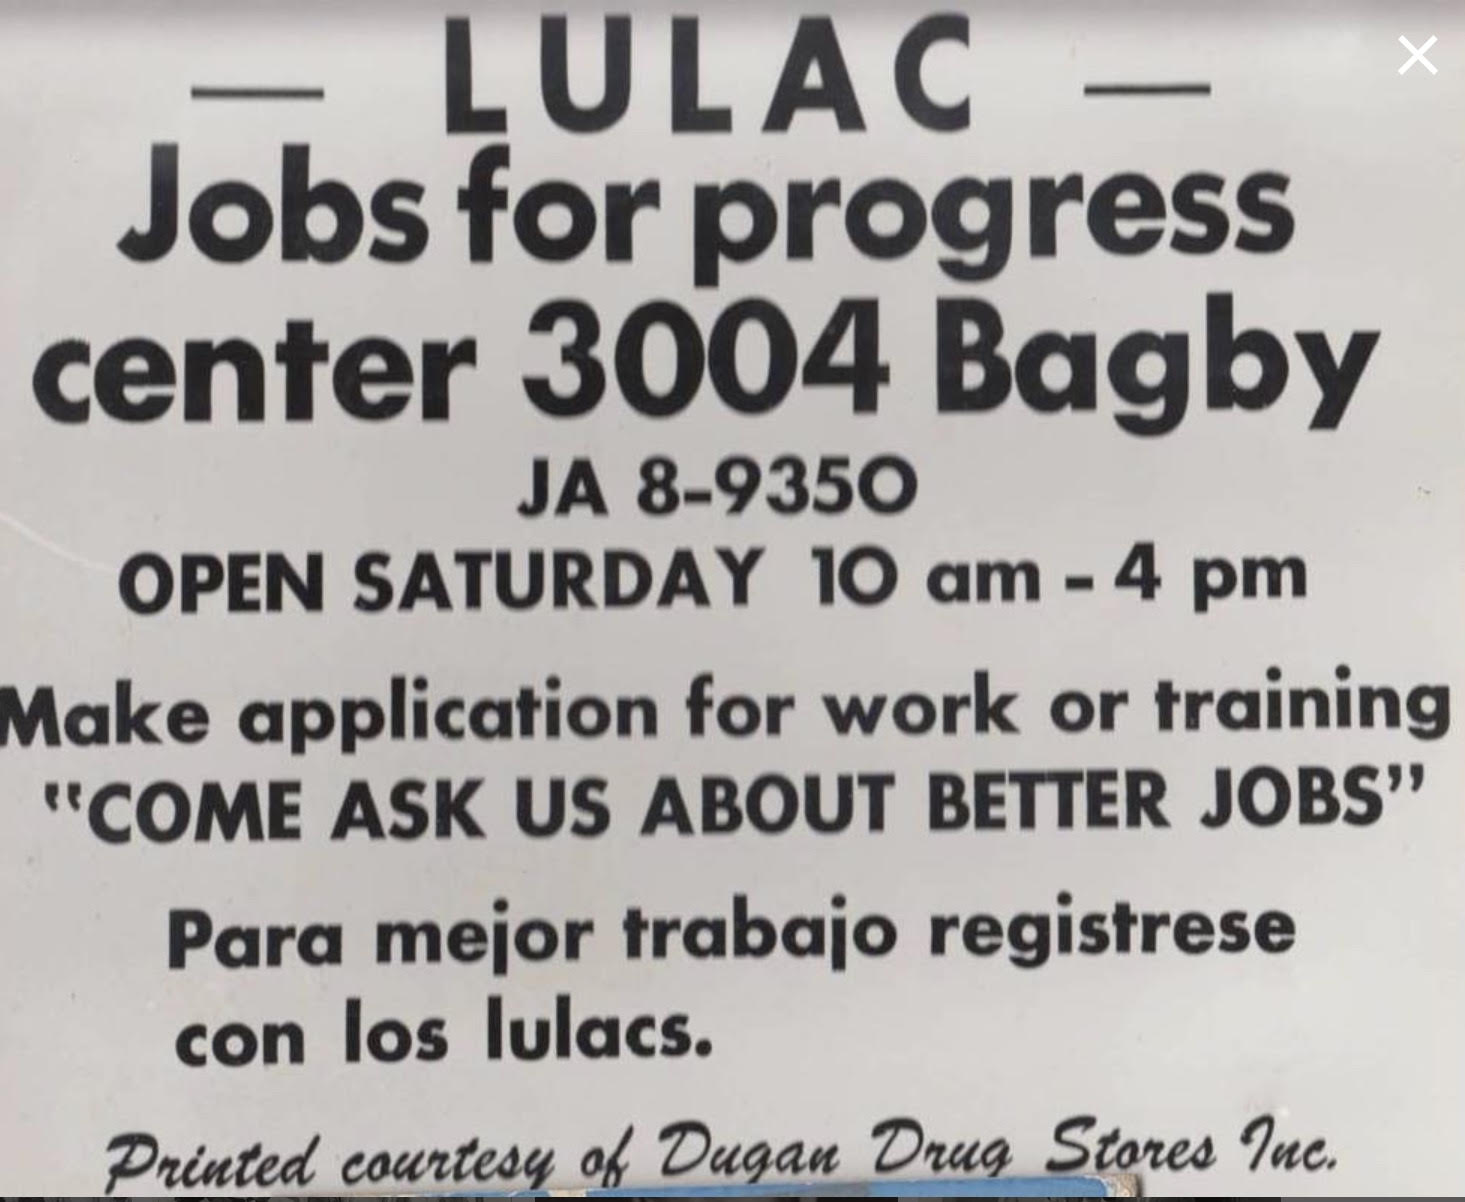 — LULAC —
Jobs for progress
center 3004 Bagby
JA 8-9350
OPEN SATURDAY 10 am - 4 pm
Make application for work or training
"COME ASK US ABOUT BETTER JOBS"
Para mejor trabajo registrese
con los lulacs.
Printed courtesy of Dugan Drug Stores Inc.